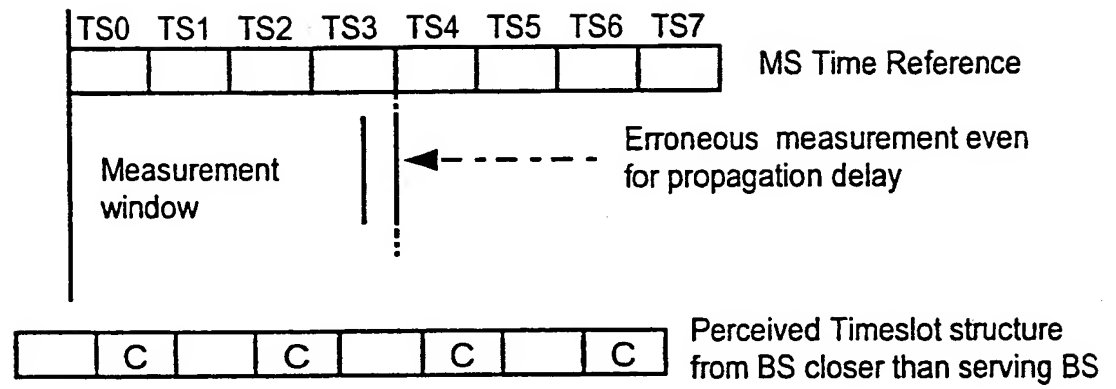 TS0 TS1 TS2 TS3 TS4 TS5 TS6 TS7
MS Time Reference
Measurement
window
Erroneous measurement even
for propagation delay
C C C C
Perceived Timeslot structure
from BS closer than serving BS